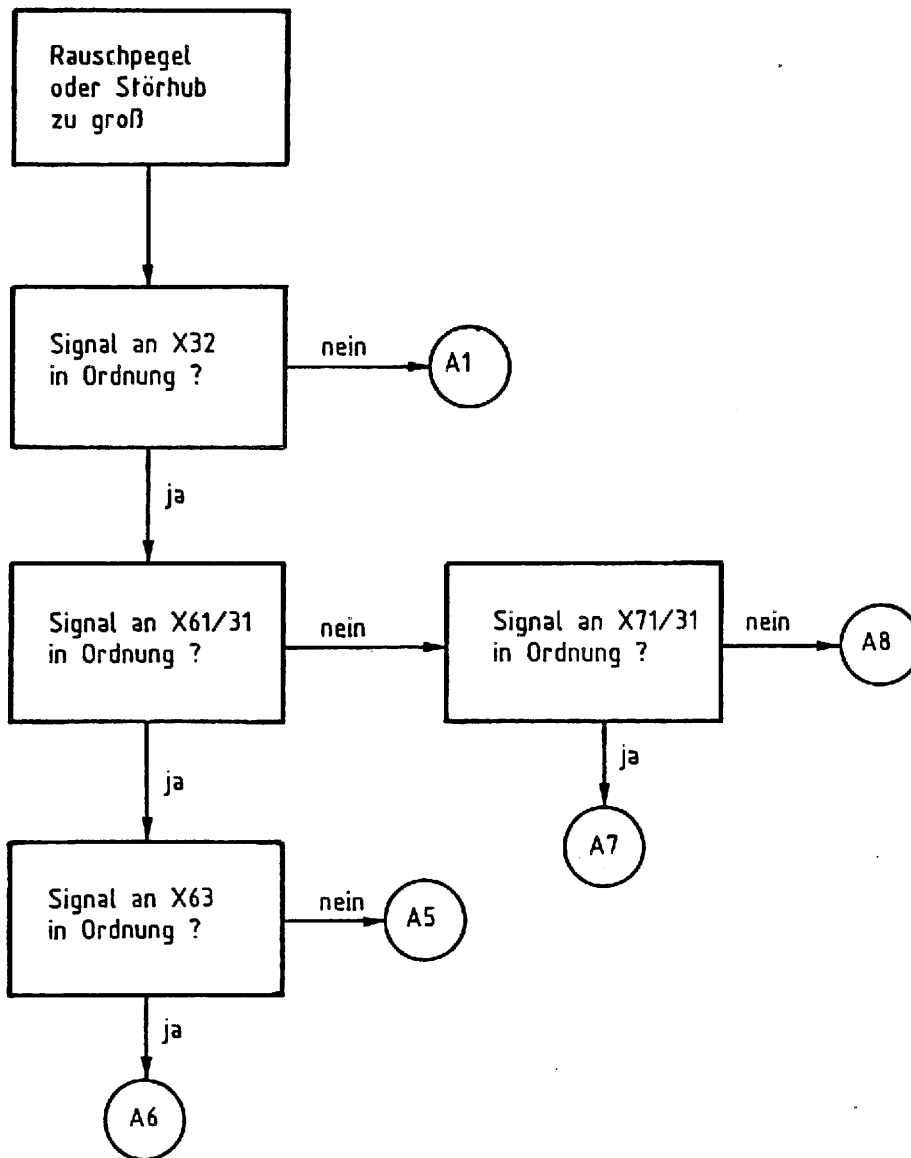 Rauschpegel
oder Störhub
zu groß
Signal an X32
in Ordnung ?
nein
A1
ja
Signal an X61/31
in Ordnung ?
nein
Signal an X71/31
in Ordnung ?
nein
A8
ja
A7
ja
Signal an X63
in Ordnung ?
nein
A5
ja
A6